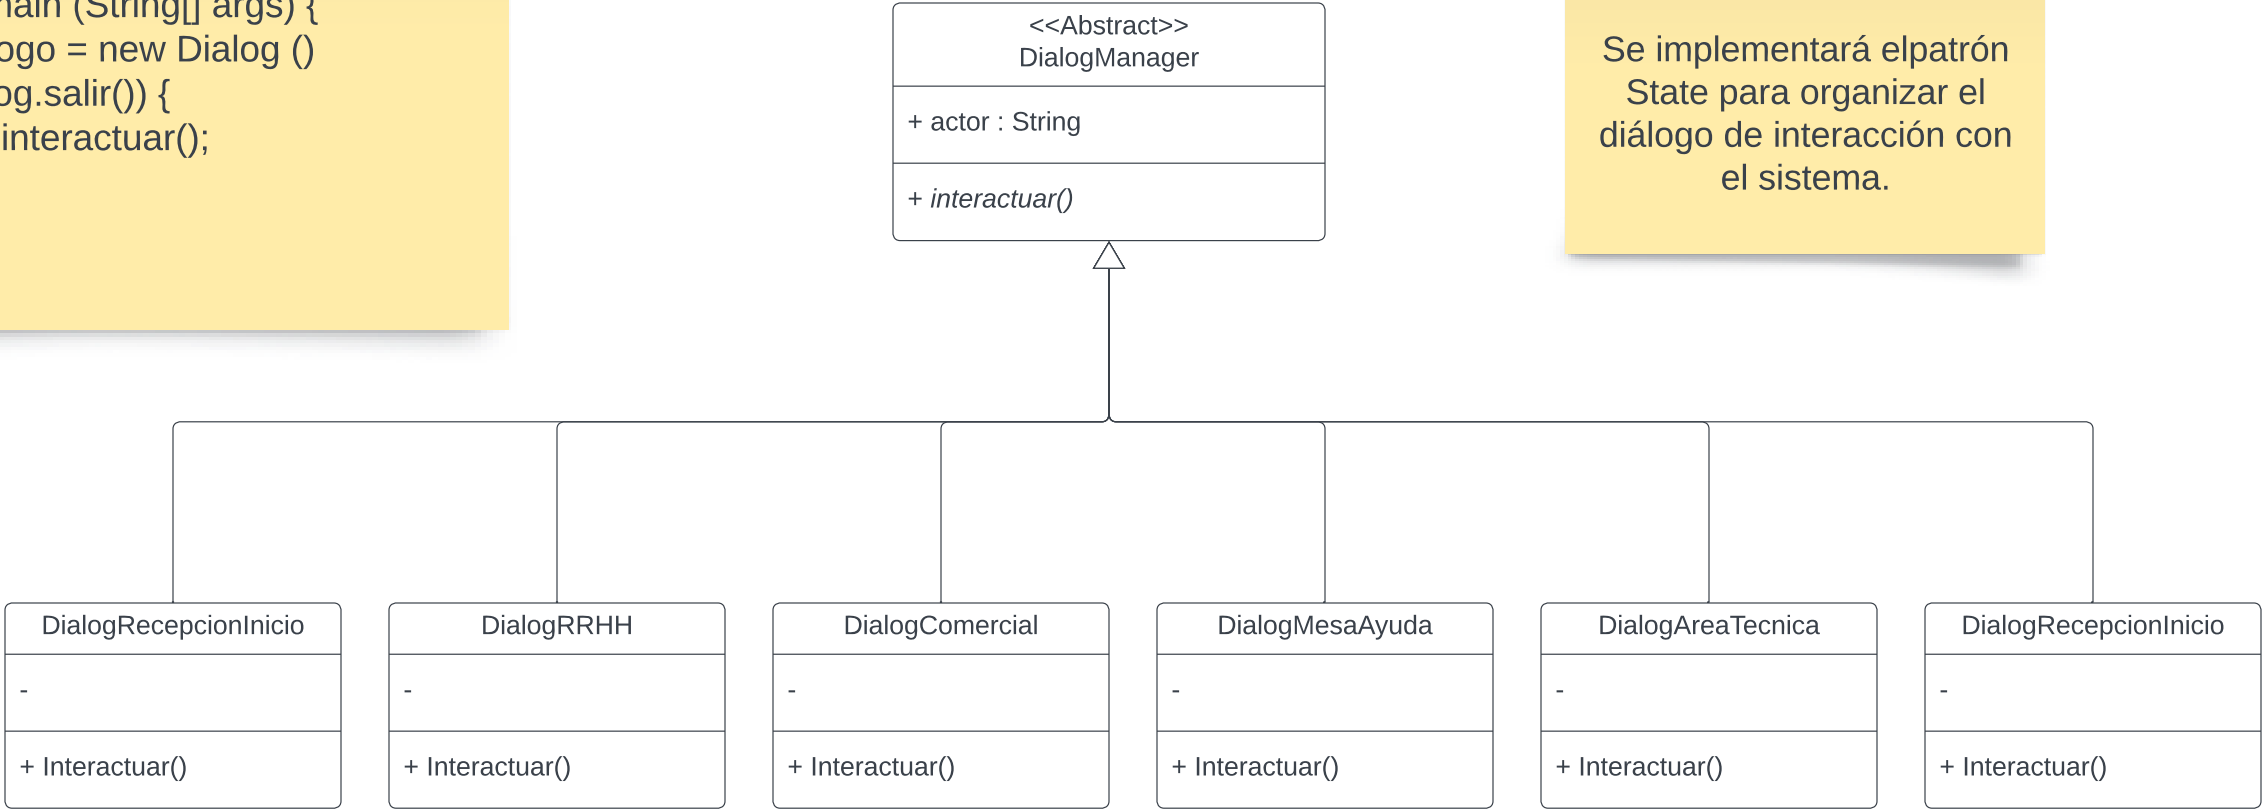 main (String[] args) {
ogo = new Dialog ()
og.salir()) {
interactuar();
<<Abstract>>
DialogManager
+ actor : String
+ interactuar()
Se implementará elpatrón
State para organizar el
diálogo de interacción con
el sistema.
DialogRecepcionInicio
-
+ Interactuar()
DialogRRHH
-
+ Interactuar()
DialogComercial
-
+ Interactuar()
DialogMesaAyuda
-
+ Interactuar()
DialogAreaTecnica
-
+ Interactuar()
DialogRecepcionInicio
-
+ Interactuar()